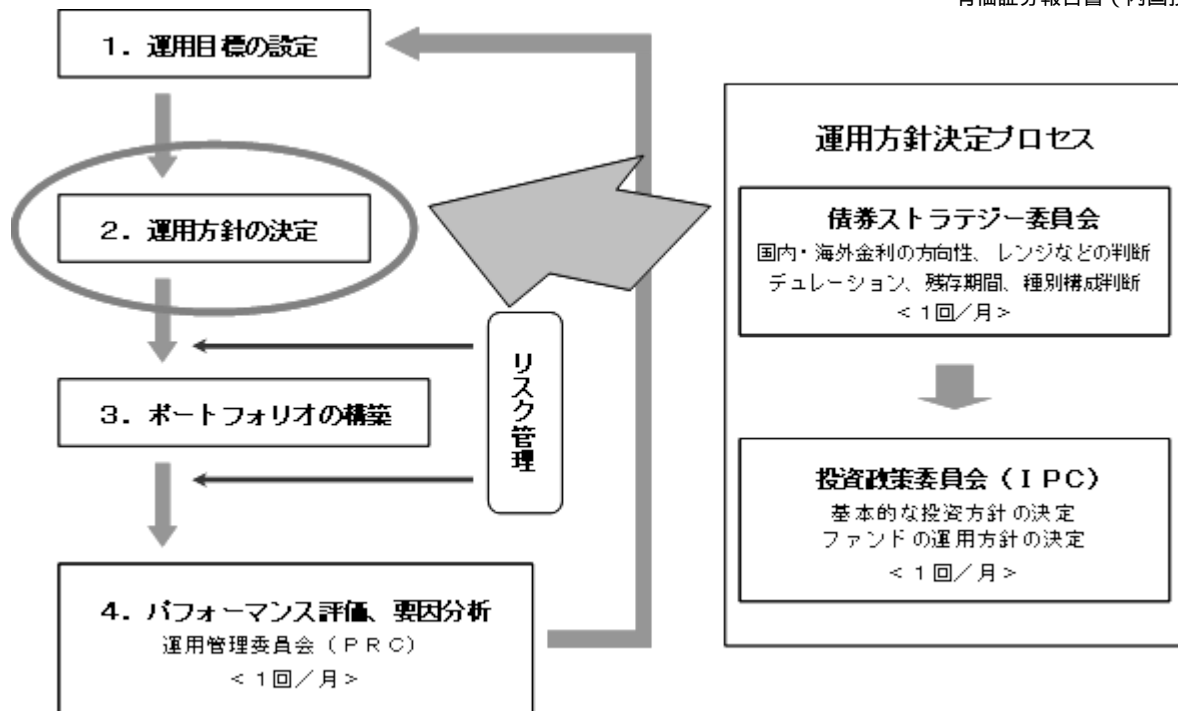 有価証券報告書(内国投
1. 運用目標の設定
2. 運用方針の決定
3. ポートフォリオの構築
4. パフォーマンス評価、要因分析
運用管理委員会(PRC)
<1回/月>
リスク管理
運用方針決定プロセス
債券ストラテジー委員会
国内・海外金利の方向性、レンジなどの判断
デュレーション、残存期間、種別構成判断
<1回/月>
投資政策委員会(IPC)
基本的な投資方針の決定
ファンドの運用方針の決定
<1回/月>